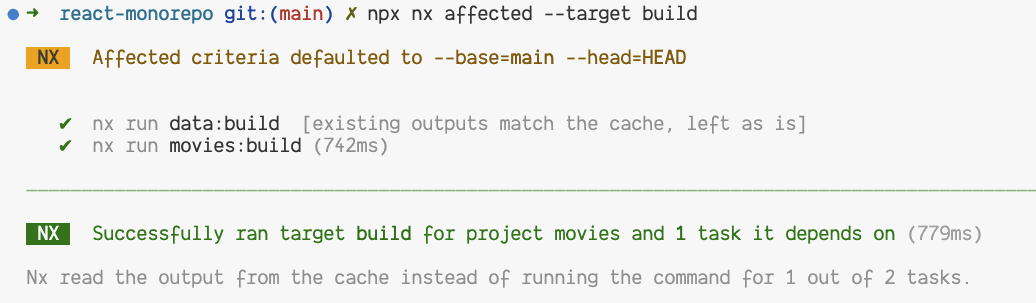 ➜ react-monorepo git:(main) ✗ npx nx affected --target build
NX Affected criteria defaulted to --base=main --head=HEAD
✔ nx run data:build [existing outputs match the cache, left as is]
✔ nx run movies:build (742ms)
NX Successfully ran target build for project movies and 1 task it depends on (779ms)
Nx read the output from the cache instead of running the command for 1 out of 2 tasks.